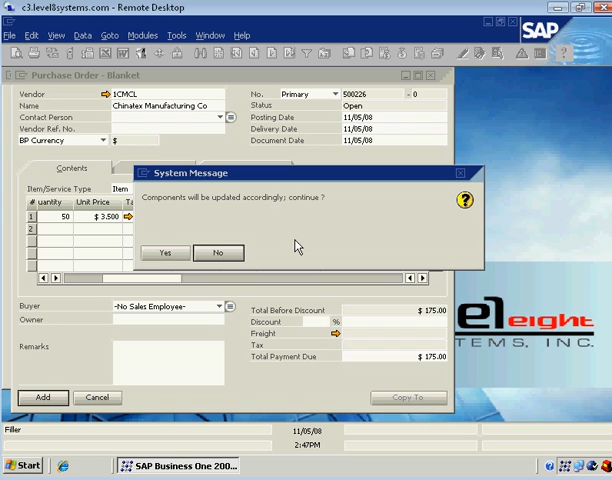 c3.level8systems.com - Remote Desktop
File Edit View Data Goto Modules Tools Window Help
SAP
Purchase Order - Blanket
Vendor 1CMCL No. Primary 500226 - 0
Name Chinatex Manufacturing Co Status Open
Contact Person Posting Date 11/05/08
Vendor Ref. No. Delivery Date 11/05/08
BP Currency $ Document Date 11/05/08
Contents
System Message
Item/Service Type Item
Components will be updated accordingly; continue ?
# uantity Unit Price Ta
1 50 $ 3.500
2
Yes No
Buyer -No Sales Employee- Total Before Discount $ 175.00
Owner Discount %
Freight
Remarks Tax
Total Payment Due $ 175.00
eight
TEMS, INC.
Add Cancel Copy To
Filler 11/05/08
2:47PM
Start SAP Business One 200...